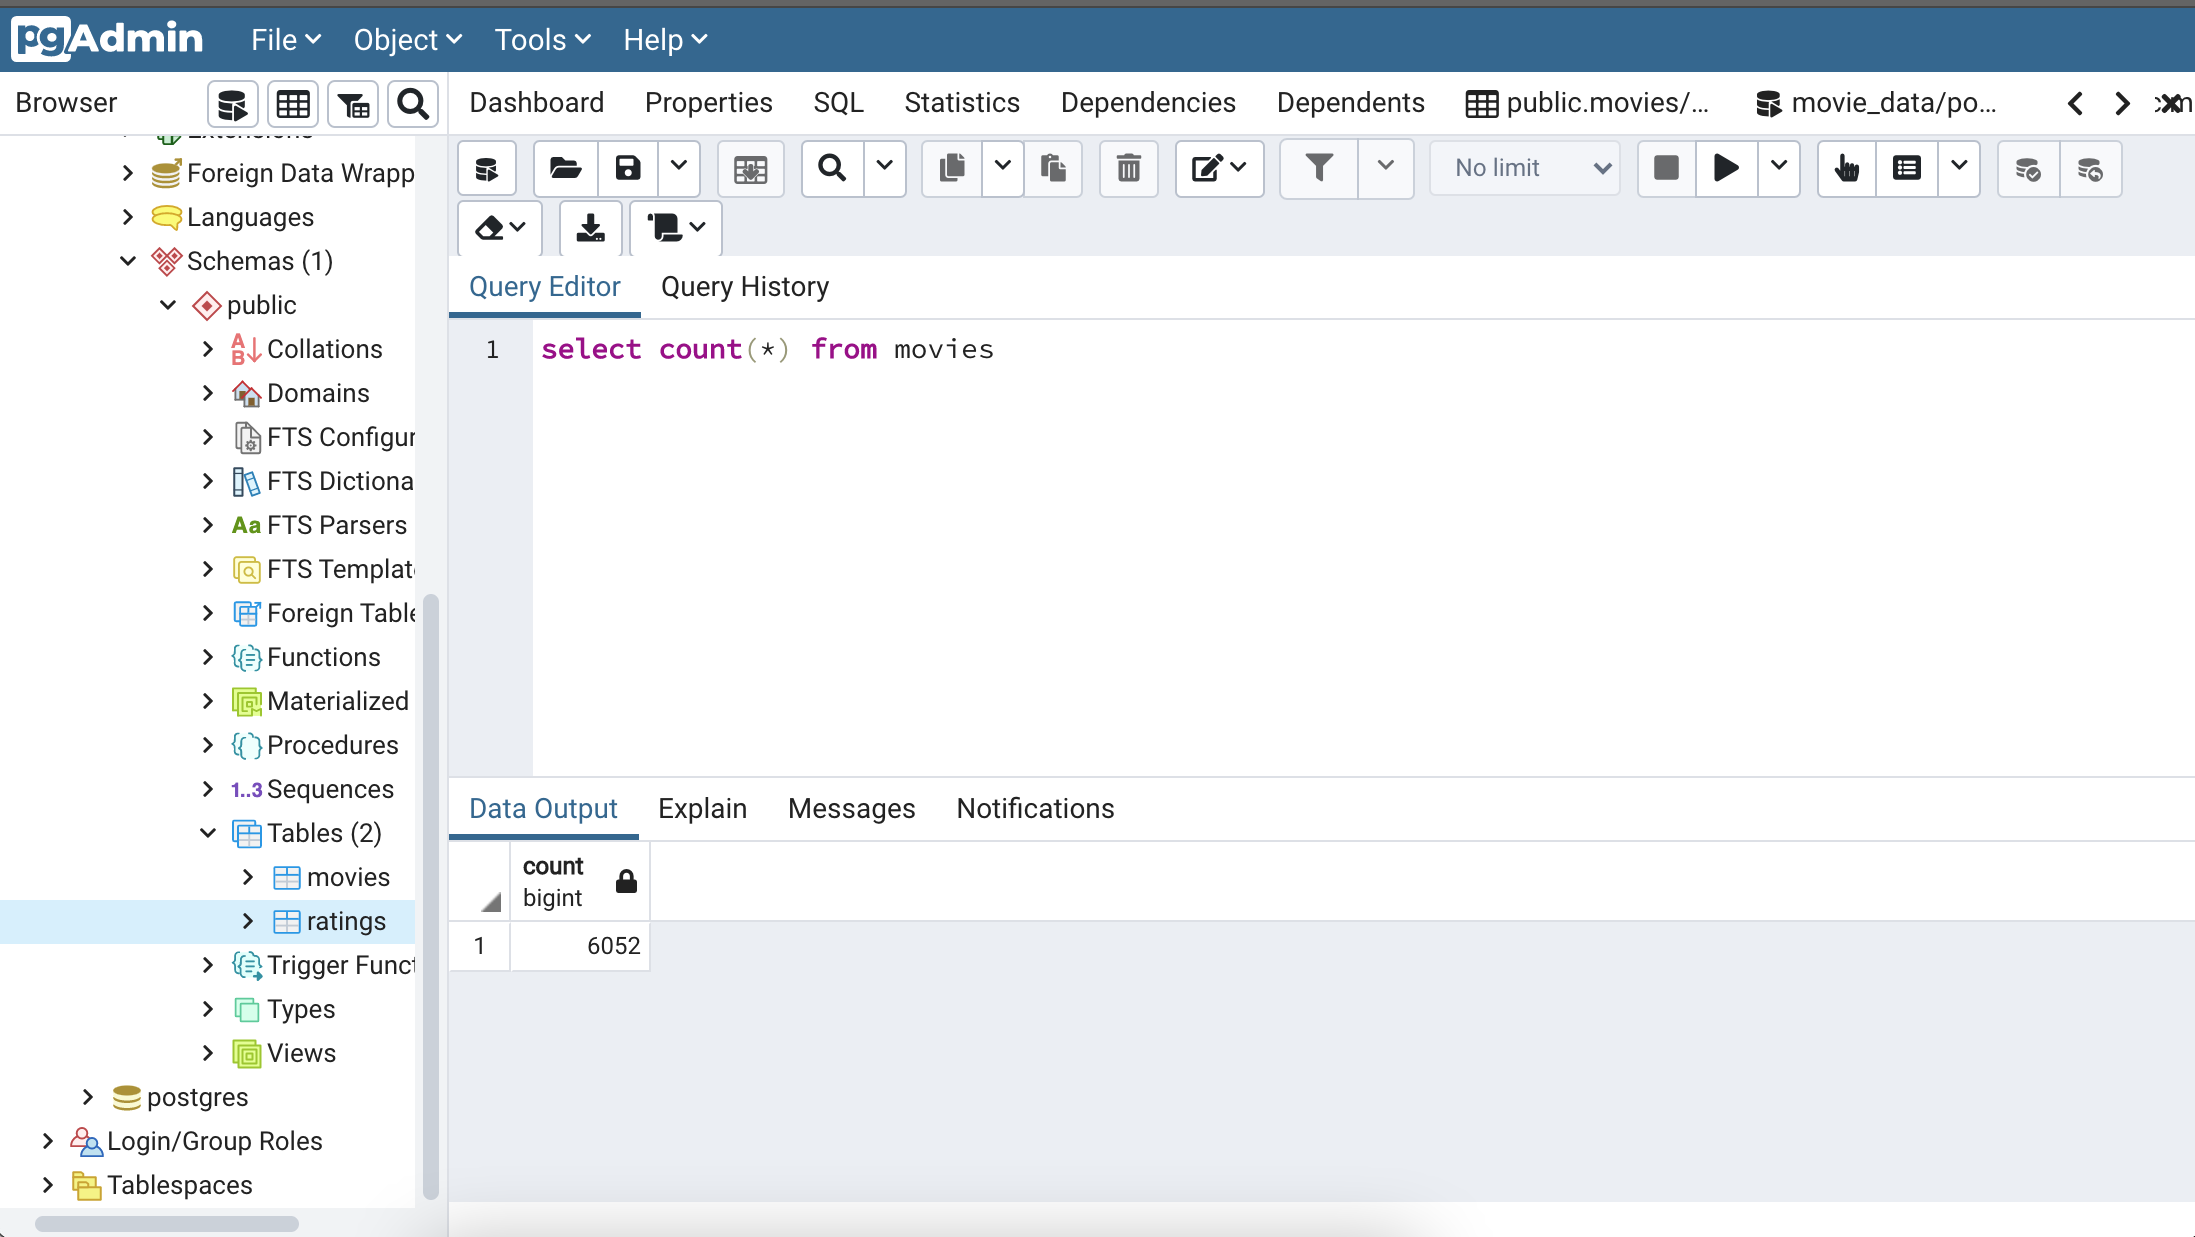 pgAdmin File Object Tools Help
Browser
Dashboard Properties SQL Statistics Dependencies Dependents public.movies/... movie_data/po...
Extensions
Foreign Data Wrapp
Languages
Schemas (1)
public
Collations
Domains
FTS Configur
FTS Dictiona
FTS Parsers
FTS Templat
Foreign Table
Functions
Materialized
Procedures
1..3 Sequences
Tables (2)
movies
ratings
Trigger Funct
Types
Views
postgres
Login/Group Roles
Tablespaces
No limit
Query Editor Query History
1 select count(*) from movies
Data Output Explain Messages Notifications
count
bigint
1 6052